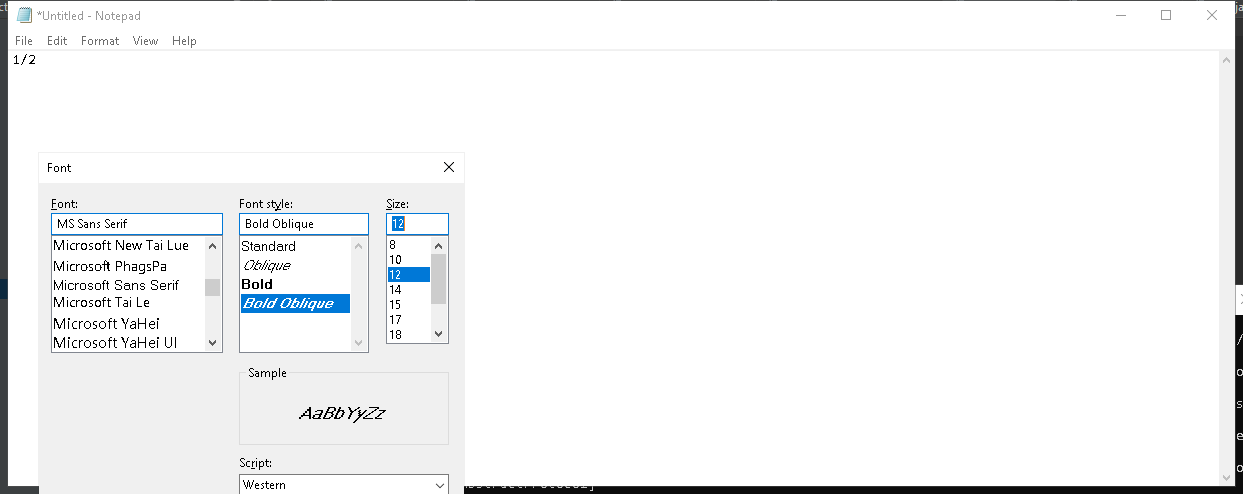 *Untitled - Notepad
File Edit Format View Help
1/2
Font
Font: Font style: Size:
MS Sans Serif Bold Oblique 12
Microsoft New Tai Lue Standard 8
Microsoft PhagsPa Oblique 10
Microsoft Sans Serif Bold 12
Microsoft Tai Le Bold Oblique 14
Microsoft YaHei 15
Microsoft YaHei UI 17
18
Sample
AaBbYyZz
Script:
Western